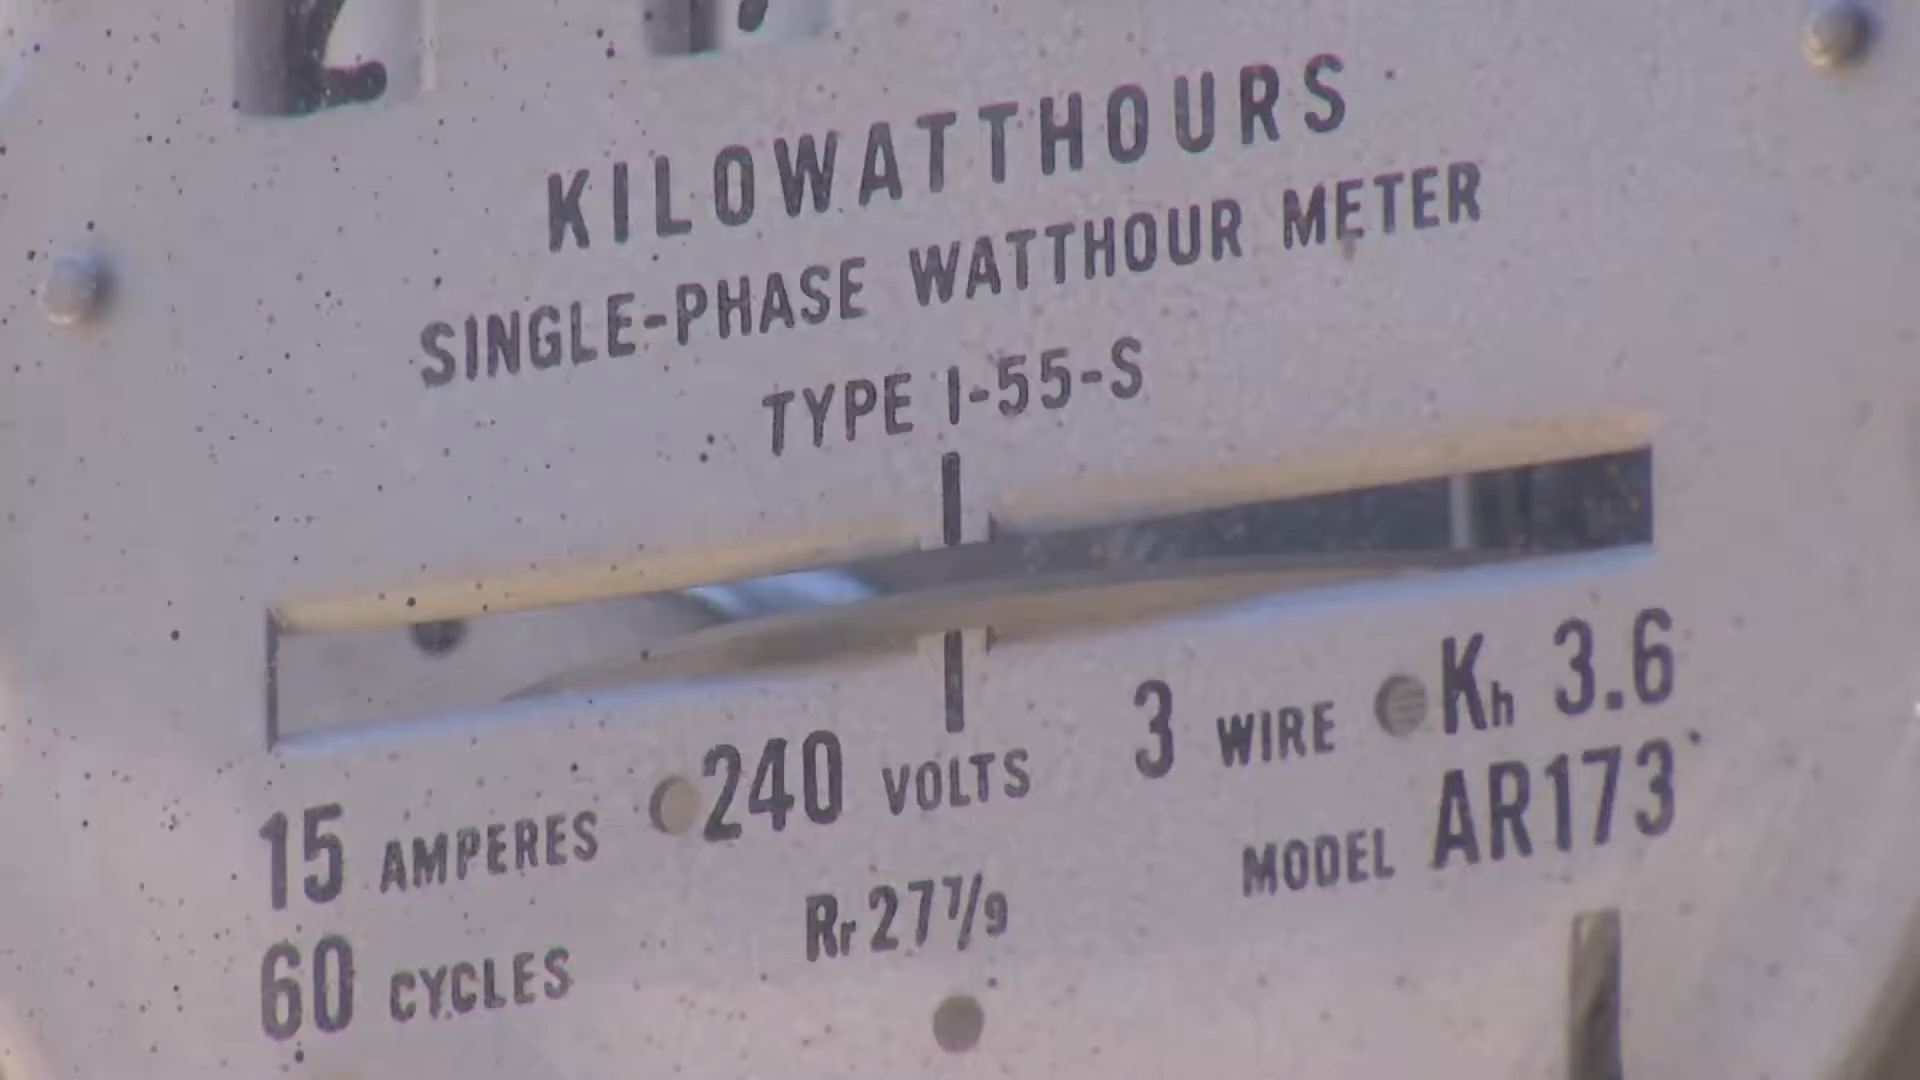 KILOWATTHOURS
SINGLE-PHASE WATTHOUR METER
TYPE I-55-S
15 AMPERES 240 VOLTS 3 WIRE Kh 3.6
60 CYCLES Rr 27 7/9 MODEL AR173